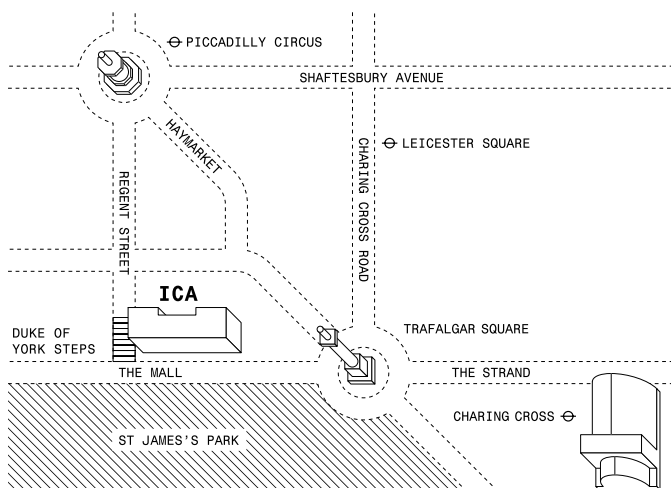 PICCADILLY CIRCUS
SHAFTESBURY AVENUE
HAYMARKET
LEICESTER SQUARE
CHARING CROSS ROAD
REGENT STREET
ICA
DUKE OF
YORK STEPS
TRAFALGAR SQUARE
THE MALL
THE STRAND
CHARING CROSS
ST JAMES'S PARK